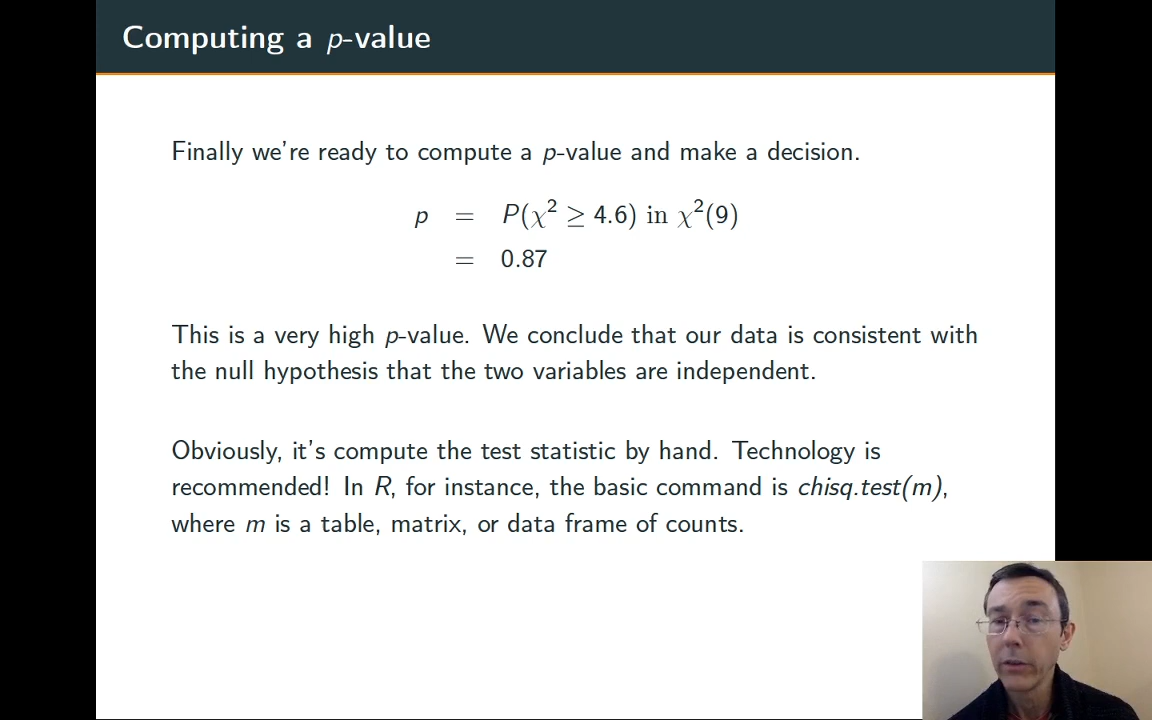 Computing a p-value
Finally we're ready to compute a p-value and make a decision.
p = P(χ² ≥ 4.6) in χ²(9)
= 0.87
This is a very high p-value. We conclude that our data is consistent with
the null hypothesis that the two variables are independent.
Obviously, it's compute the test statistic by hand. Technology is
recommended! In R, for instance, the basic command is chisq.test(m),
where m is a table, matrix, or data frame of counts.